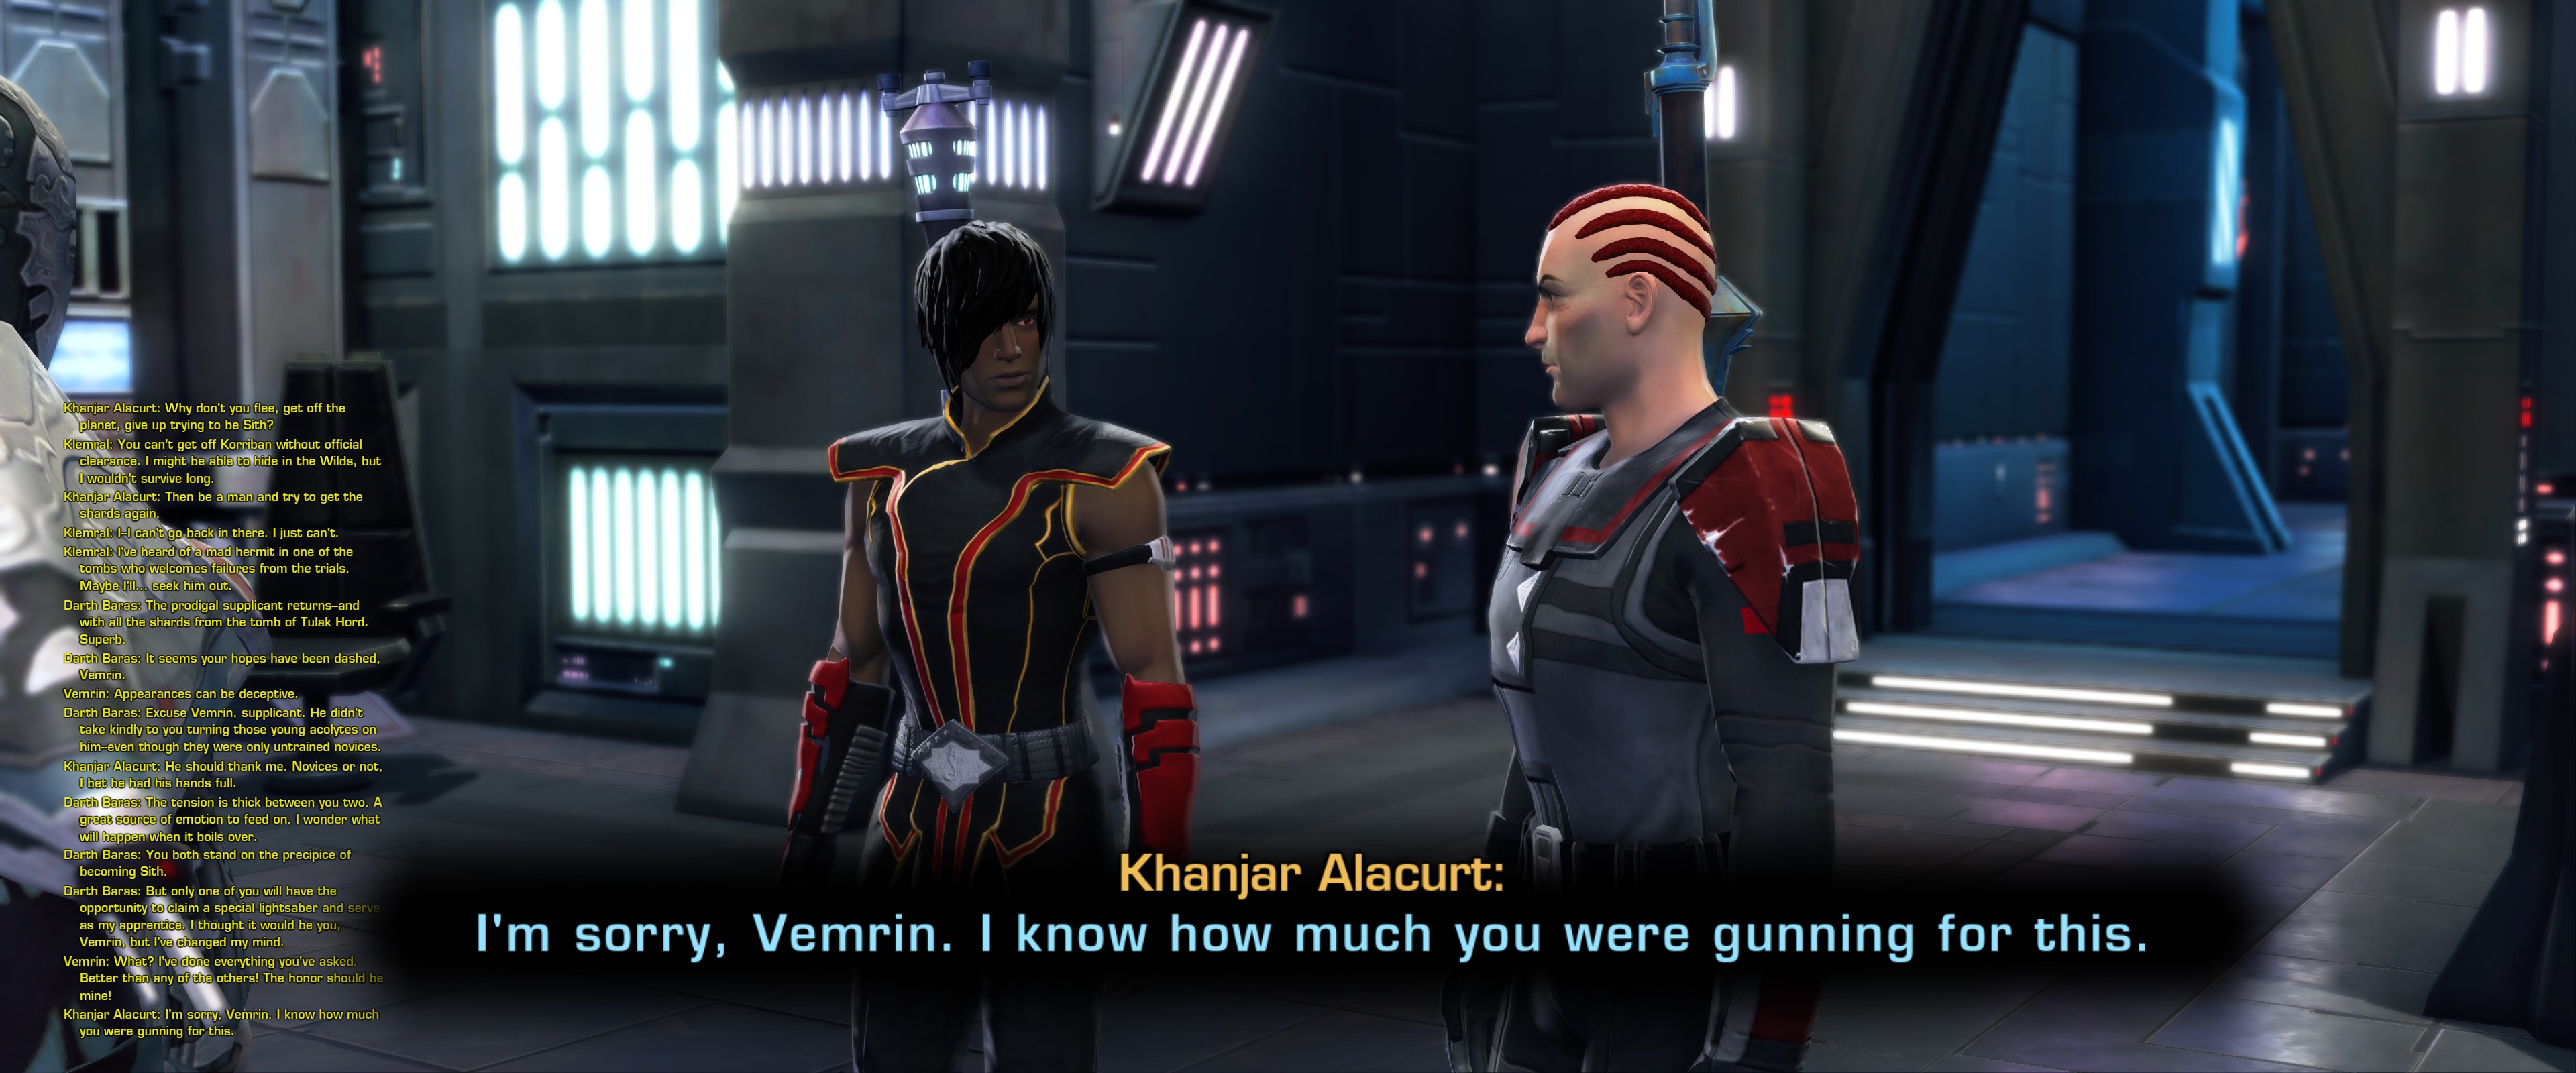 Khanjar Alacurt: Why don't you flee, get off the
planet, give up trying to be Sith?
Klemral: You can't get off Korriban without official
clearance. I might be able to hide in the Wilds, but
I wouldn't survive long.
Khanjar Alacurt: Then be a man and try to get the
shards again.
Klemral: I–I can't go back in there. I just can't.
Klemral: I've heard of a mad hermit in one of the
tombs who welcomes failures from the trials.
Maybe I'll... seek him out.
Darth Baras: The prodigal supplicant returns–and
with all the shards from the tomb of Tulak Hord.
Superb.
Darth Baras: It seems your hopes have been dashed,
Vemrin.
Vemrin: Appearances can be deceptive.
Darth Baras: Excuse Vemrin, supplicant. He didn't
take kindly to you turning those young acolytes on
him–even though they were only untrained novices.
Khanjar Alacurt: He should thank me. Novices or not,
I bet he had his hands full.
Darth Baras: The tension is thick between you two. A
great source of emotion to feed on. I wonder what
will happen when it boils over.
Darth Baras: You both stand on the precipice of
becoming Sith.
Darth Baras: But only one of you will have the
opportunity to claim a special lightsaber and serve
as my apprentice. I thought it would be you,
Vemrin, but I've changed my mind.
Vemrin: What? I've done everything you've asked.
Better than any of the others! The honor should be
mine!
Khanjar Alacurt: I'm sorry, Vemrin. I know how much
you were gunning for this.
Khanjar Alacurt:
I'm sorry, Vemrin. I know how much you were gunning for this.